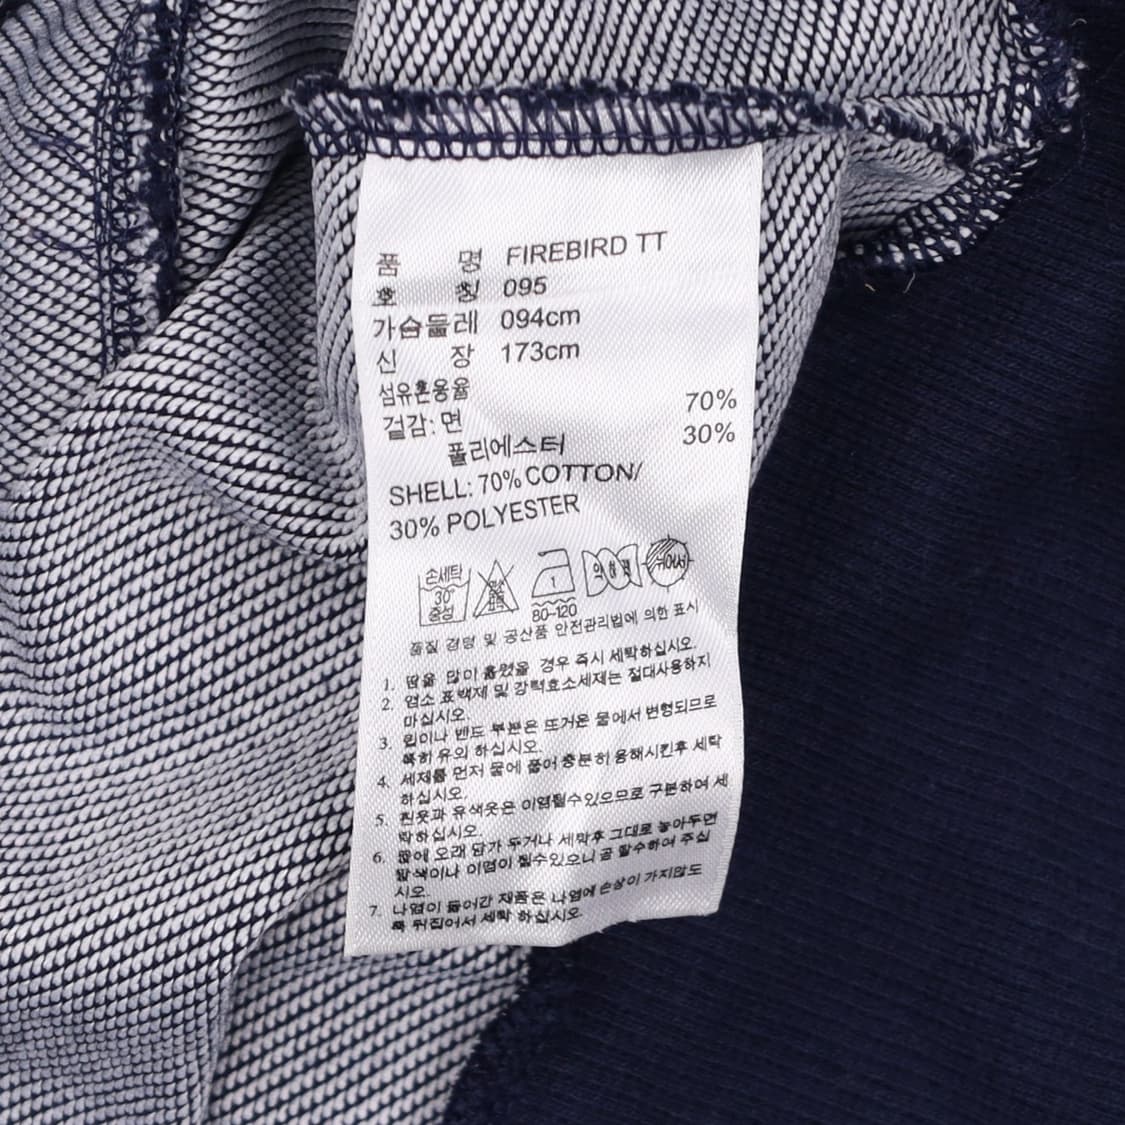 품 명 FIREBIRD TT
호 칭 095
가슴둘레 094cm
신 장 173cm
섬유혼용율
겉감: 면 70%
폴리에스터 30%
SHELL: 70% COTTON/
30% POLYESTER
손세탁 30° 중성
1
80-120
드라이
품질 경영 및 공산품 안전관리법에 의한 표시
1. 땀을 많이 흘렸을 경우 즉시 세탁하십시오.
2. 염소 표백제 및 강력효소세제는 절대사용하지
마십시오.
3. 립이나 밴드 부분은 뜨거운 물에서 변형되므로
특히 유의 하십시오.
4. 세제를 먼저 물에 풀어 충분히 용해시킨후 세탁
하십시오.
5. 흰옷과 유색옷은 이염될수있으므로 구분하여 세
탁하십시오.
6. 물에 오래 담가 두거나 세탁후 그대로 놓아두면
탈색이나 이염이 될수있으니 곧 탈수하여 주십
시오.
7. 나염이 들어간 제품은 나염에 손상이 가지않도
록 뒤집어서 세탁 하십시오.